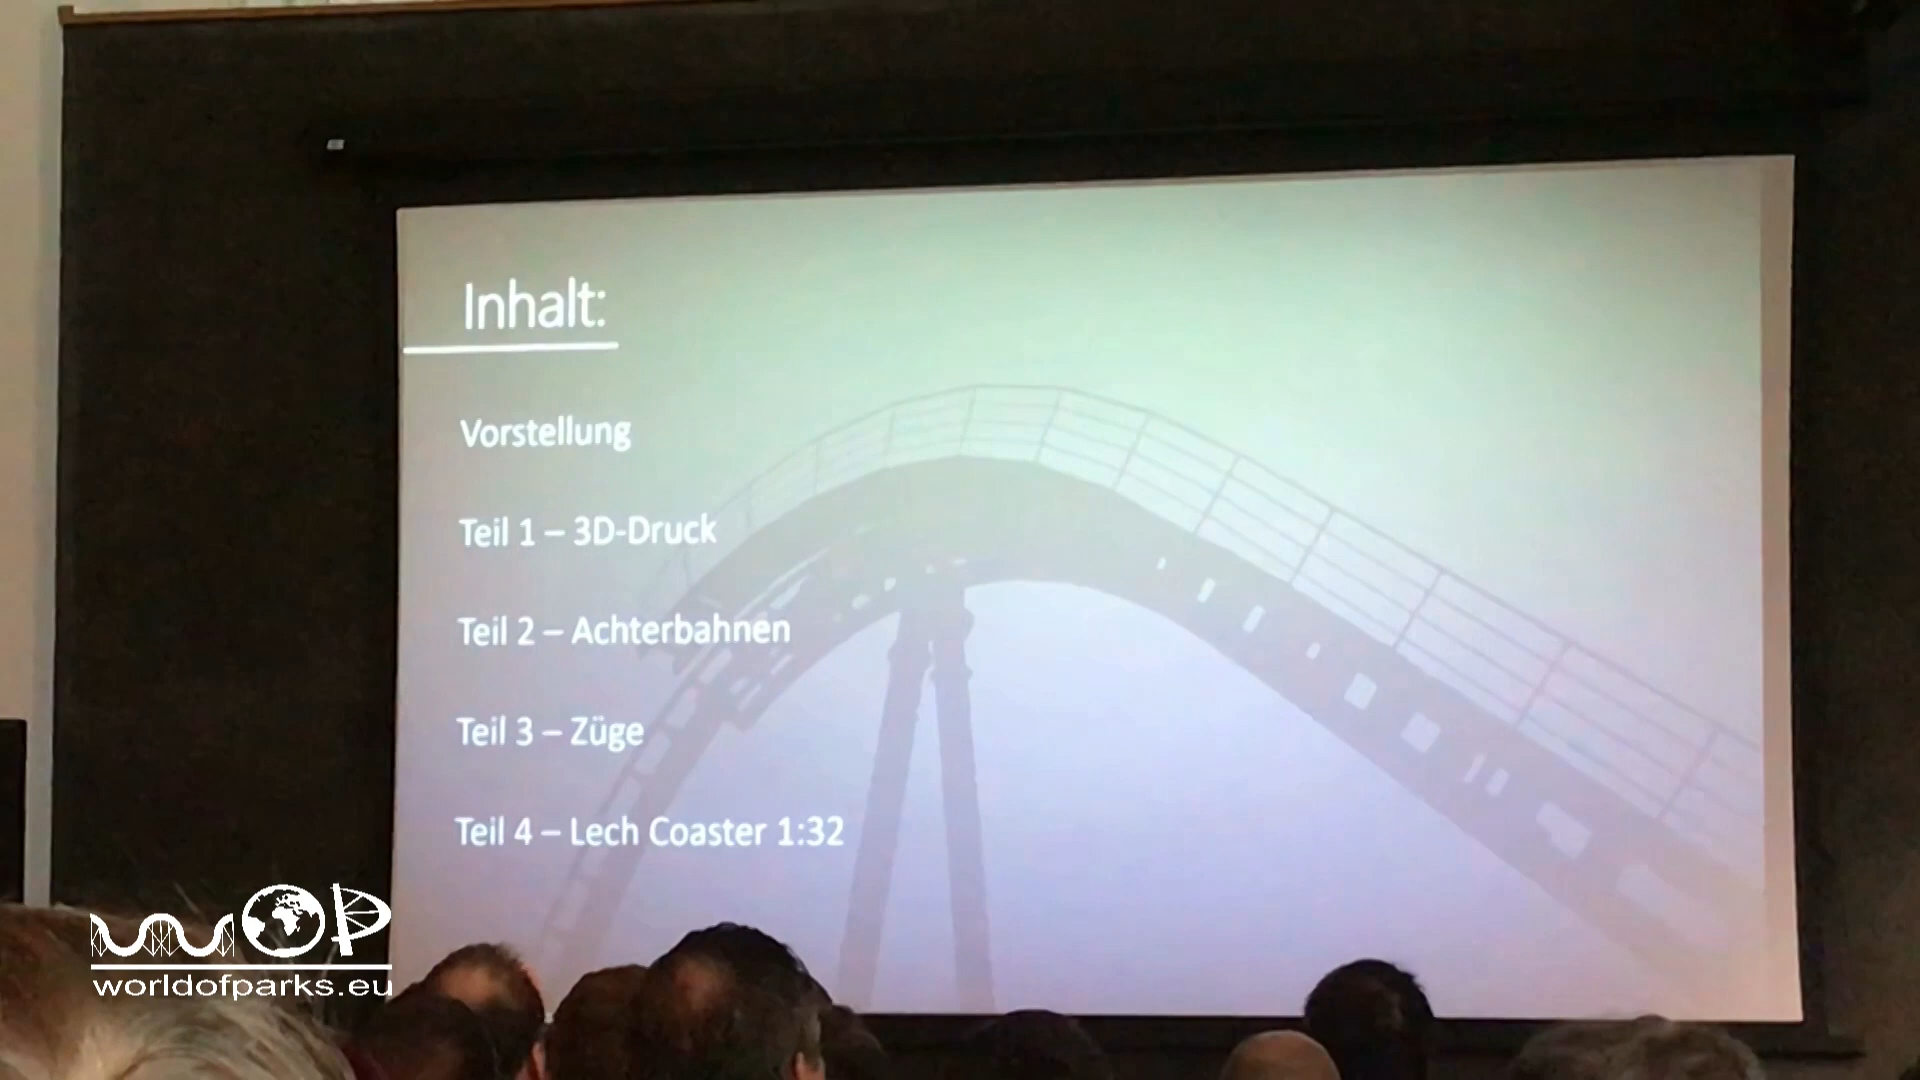 Inhalt:
Vorstellung
Teil 1 – 3D-Druck
Teil 2 – Achterbahnen
Teil 3 – Züge
Teil 4 – Lech Coaster 1:32
WOP
worldofparks.eu